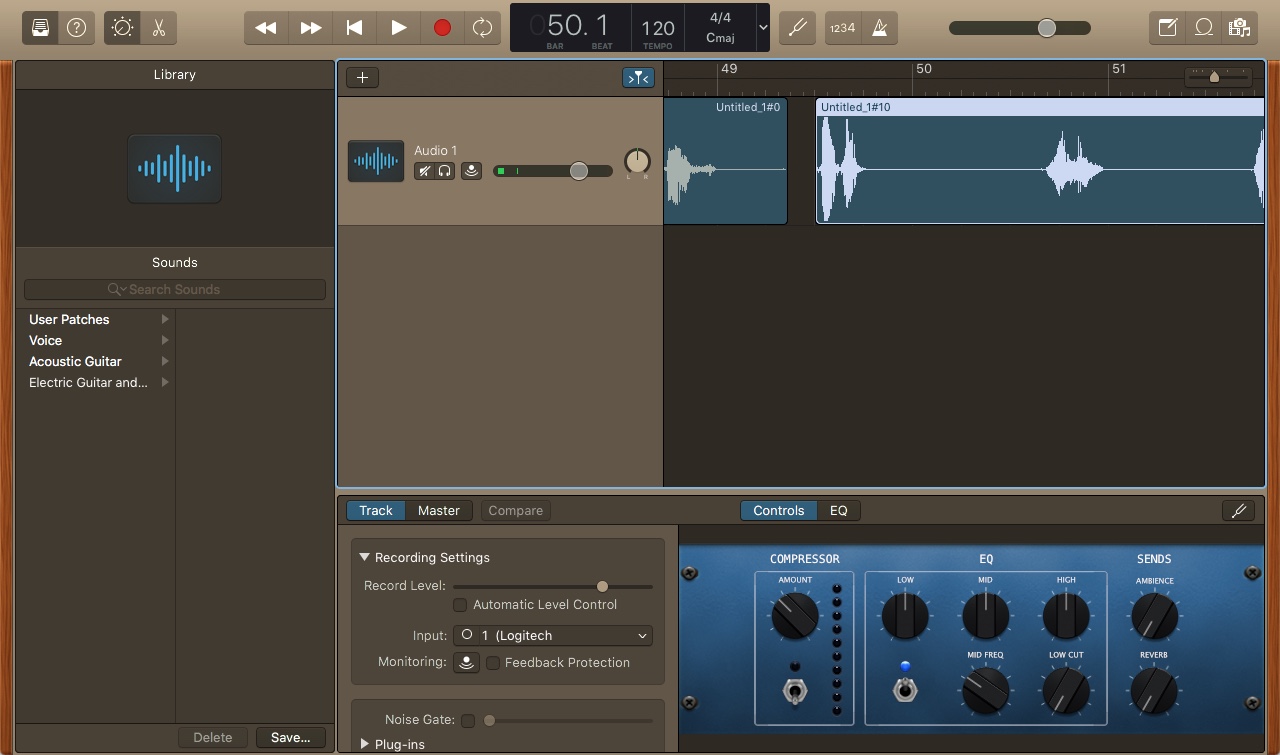 ?
050.1
BAR BEAT
120
TEMPO
4/4
Cmaj
1234
Library
49
50
51
Untitled_1#0
Untitled_1#10
Audio 1
L R
Sounds
Search Sounds
User Patches
Voice
Acoustic Guitar
Electric Guitar and...
Delete
Save...
Track
Master
Compare
Controls
EQ
Recording Settings
Record Level:
Automatic Level Control
Input: 1 (Logitech
Monitoring:
Feedback Protection
Noise Gate:
Plug-ins
COMPRESSOR
AMOUNT
EQ
LOW
MID
HIGH
MID FREQ
LOW CUT
SENDS
AMBIENCE
REVERB